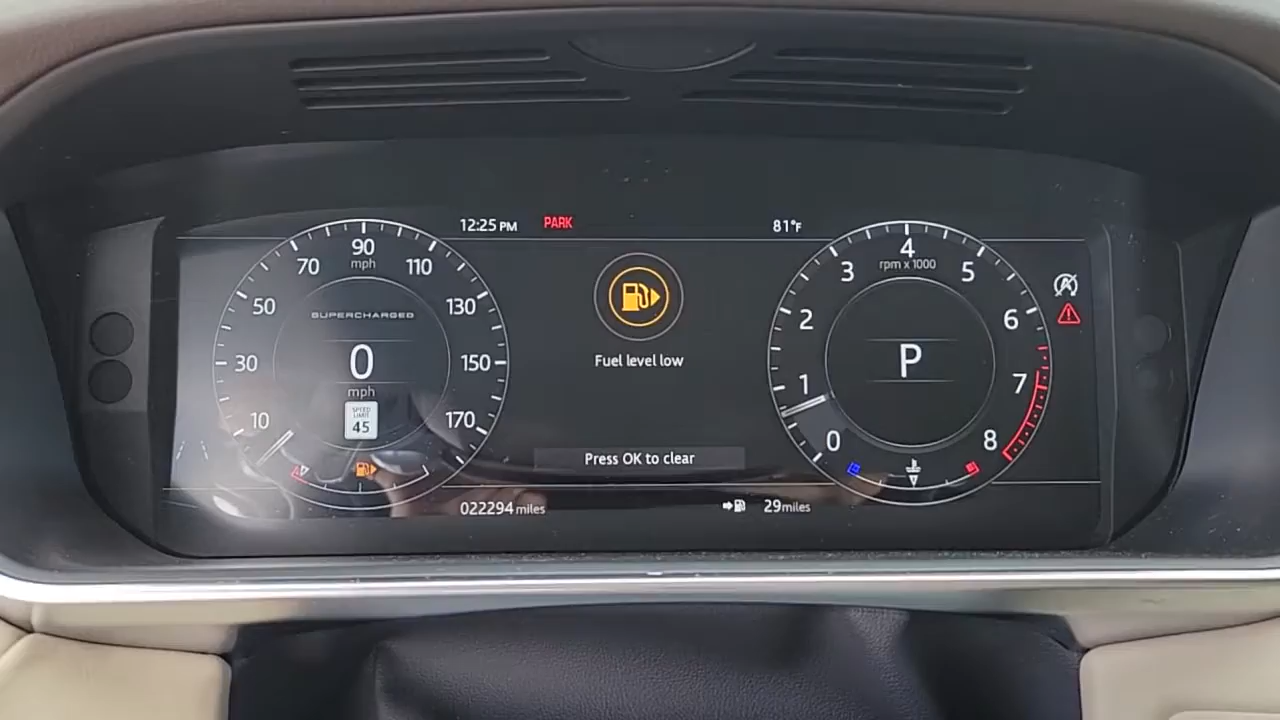 12:25 PM PARK 81°F
90
mph
70 110
50 130
SUPERCHARGED
30 0 150
mph
10 170
SPEED
LIMIT
45
Fuel level low
Press OK to clear
4
rpm x 1000
3 5
2 6
P
1 7
0 8
A
022294 miles 29 miles